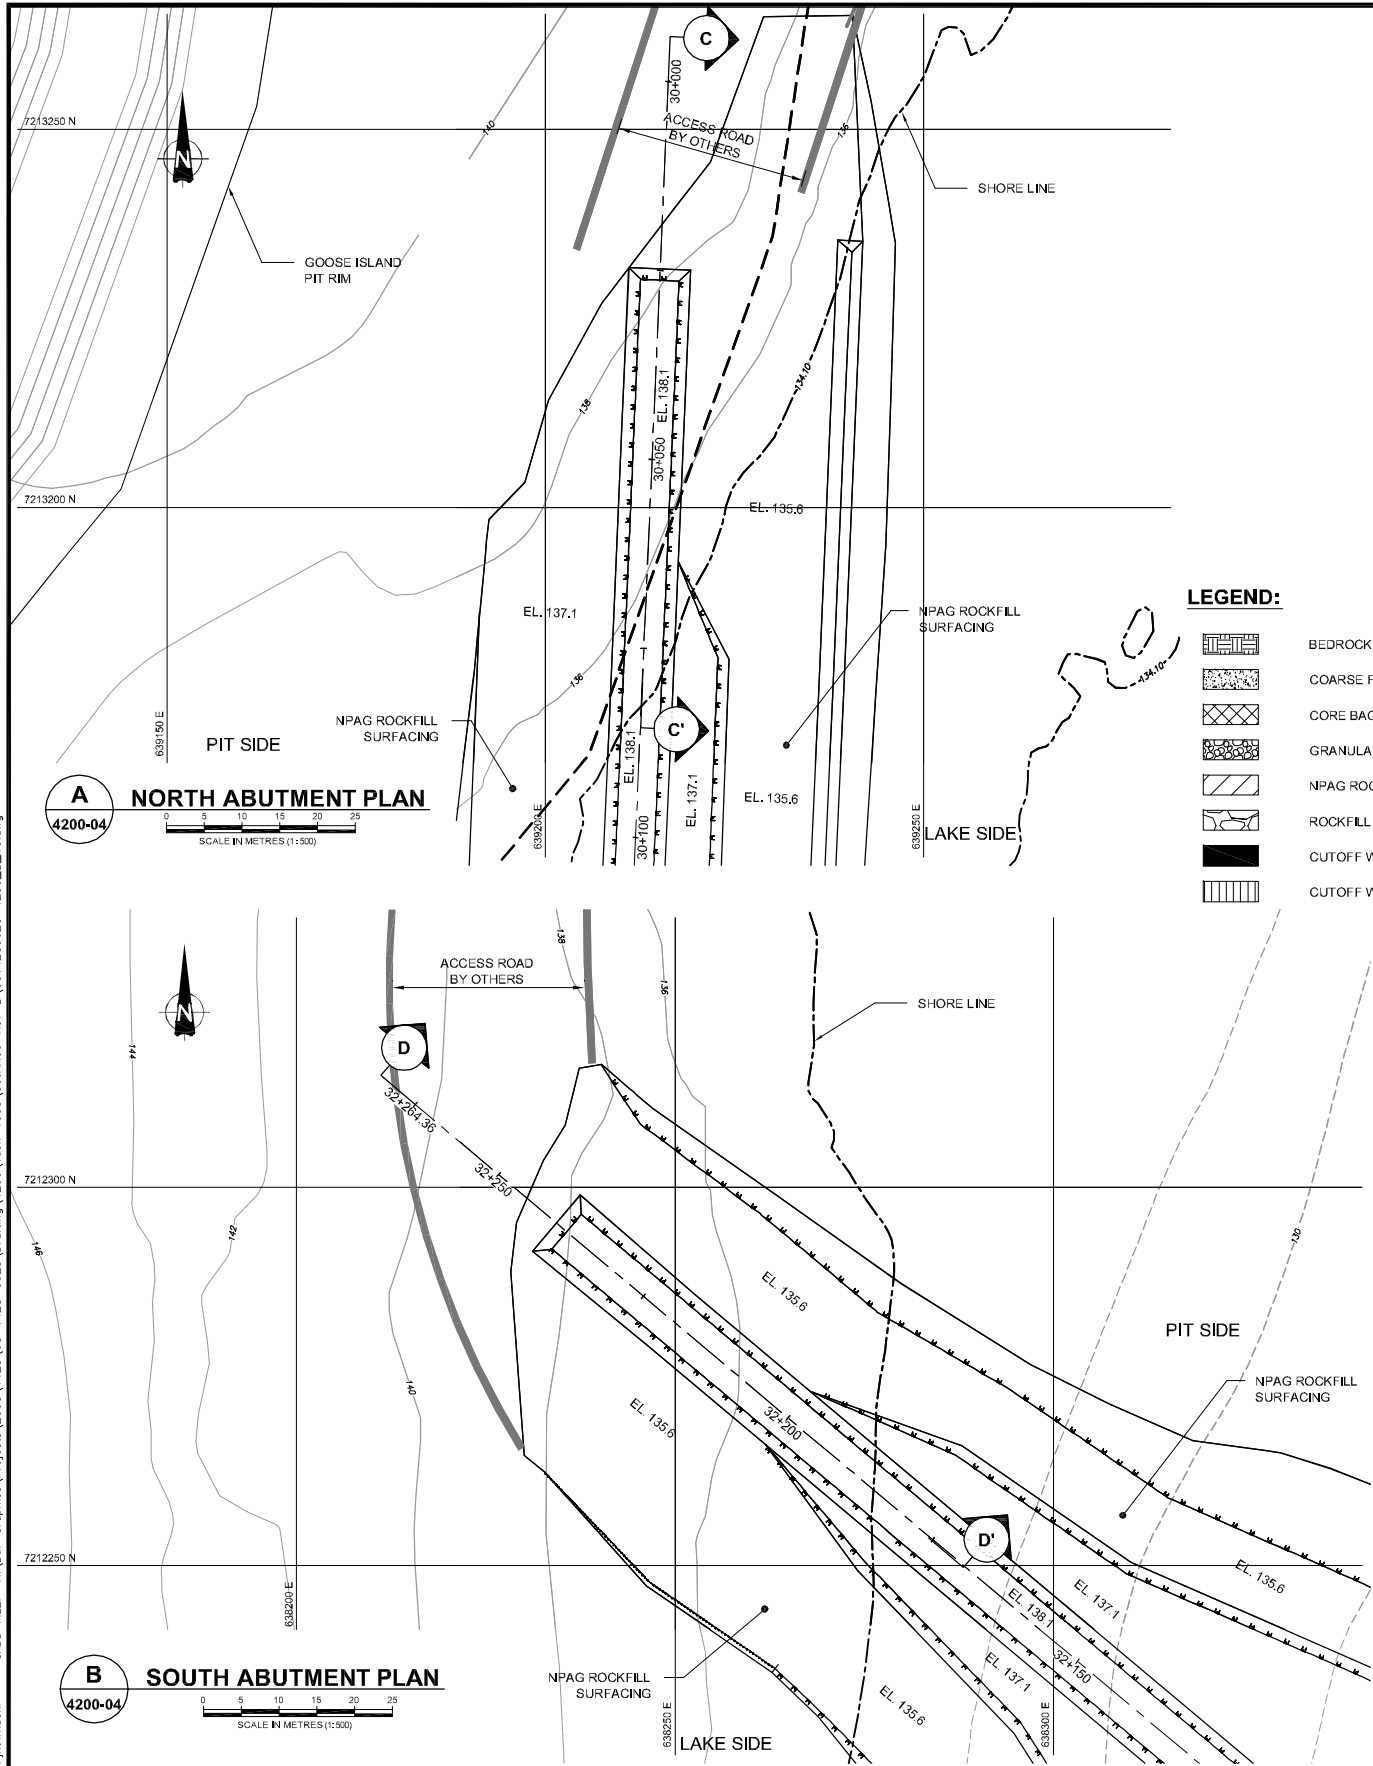 C
30+000
140
7213250 N
ACCESS ROAD
BY OTHERS
136
N
SHORE LINE
GOOSE ISLAND
PIT RIM
134.10
EL. 138.1
138
30+050
7213200 N
EL. 135.6
EL. 137.1
NPAG ROCKFILL
SURFACING
LEGEND:
BEDROCK
COARSE F
CORE BAC
GRANULA
NPAG ROC
ROCKFILL
CUTOFF W
CUTOFF W
134.10
136
NPAG ROCKFILL
SURFACING
C'
639150 E
PIT SIDE
EL. 138.1
EL. 137.1
EL. 135.6
A
4200-04
NORTH ABUTMENT PLAN
0 5 10 15 20 25
SCALE IN METRES (1:500)
639200 E
30+100
639250 E
LAKE SIDE
138
ACCESS ROAD
BY OTHERS
136
N
SHORE LINE
144
D
32+264.36
7212300 N
32+250
146
142
130
EL. 135.6
PIT SIDE
140
NPAG ROCKFILL
SURFACING
EL. 135.6
32+200
D'
7212250 N
EL. 135.6
EL. 137.1
EL. 138.1
638200 E
32+150
EL. 137.1
B
4200-04
SOUTH ABUTMENT PLAN
0 5 10 15 20 25
SCALE IN METRES (1:500)
NPAG ROCKFILL
SURFACING
EL. 135.6
638250 E
LAKE SIDE
638300 E